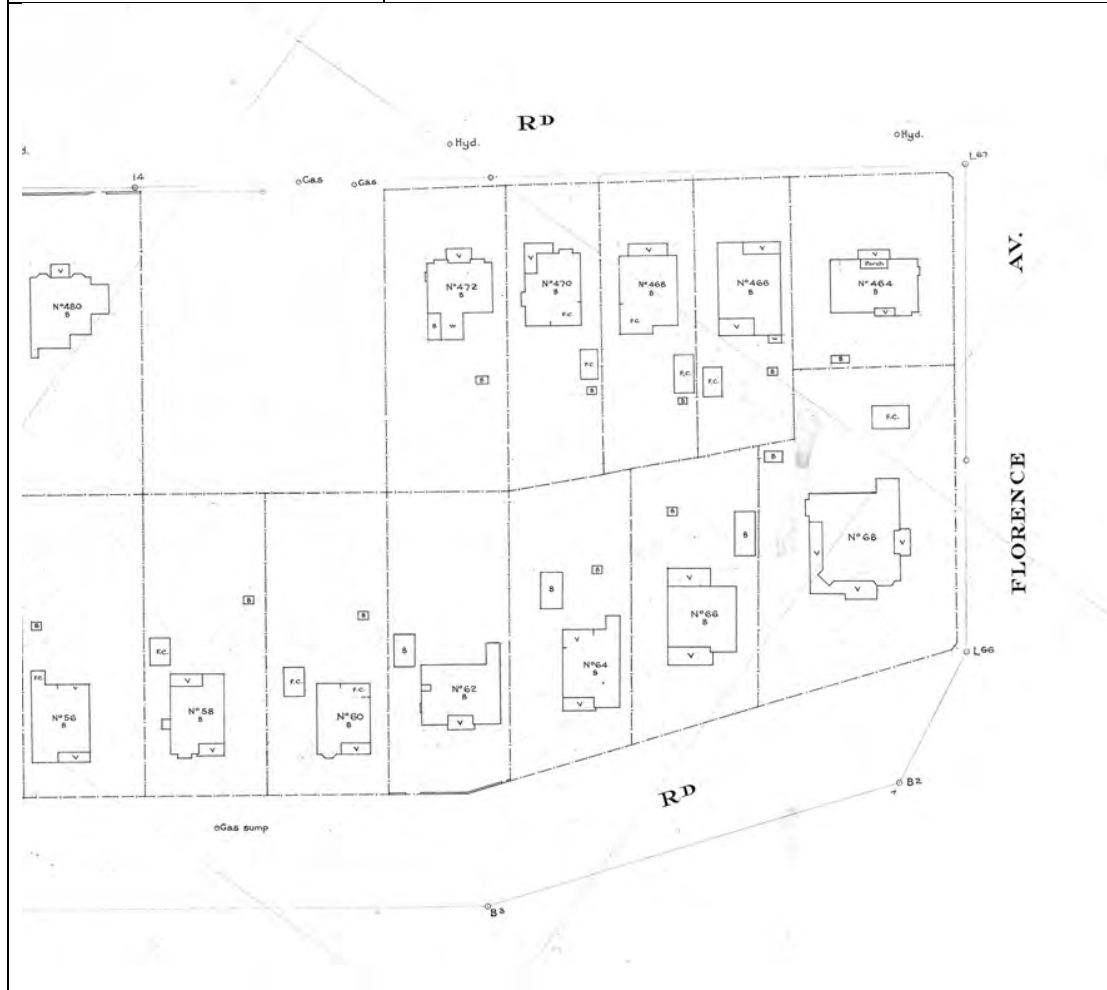 RD
Hyd.
Hyd.
d.
14
Gas
Gas
L67
AV.
V
No480
B
V
No472
B
B
W
V
No470
B
F.C.
V
No468
B
F.C.
V
No466
B
V
W
V
Porch
No464
B
V
B
F.C.
B
F.C.
B
F.C.
B
B
F.C.
B
FLORENCE
No68
V
V
V
B
B
V
No66
B
V
B
B
V
No64
B
V
B
No62
B
V
B
F.C.
F.C.
No60
B
V
B
F.C.
V
No58
B
V
B
F.C.
V
No56
B
V
L66
RD
B2
Gas sump
B3